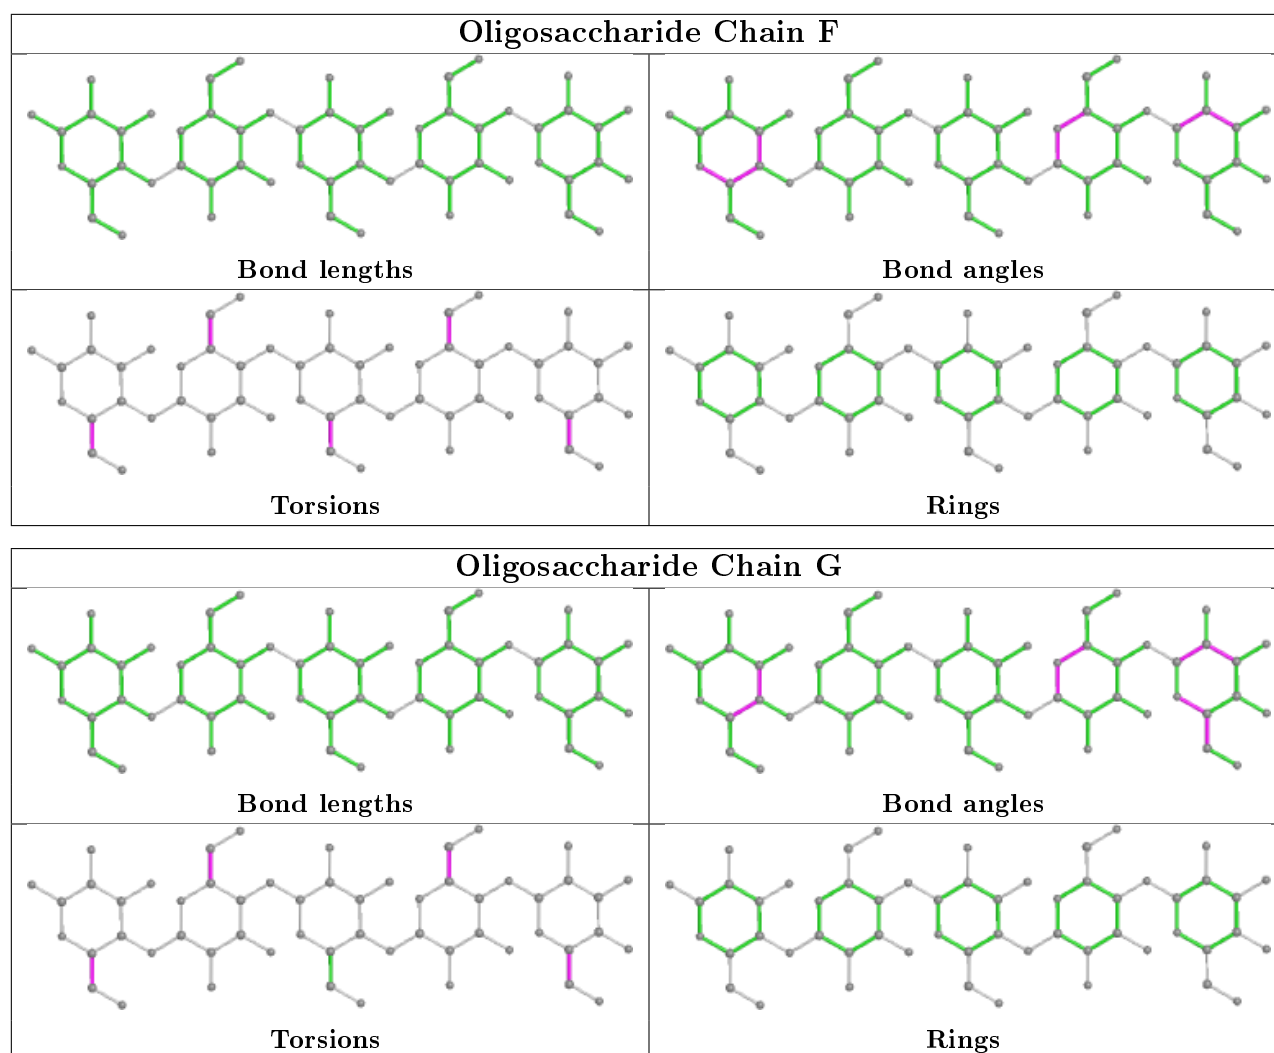 Oligosaccharide Chain F
Bond lengths
Bond angles
Torsions
Rings
Oligosaccharide Chain G
Bond lengths
Bond angles
Torsions
Rings